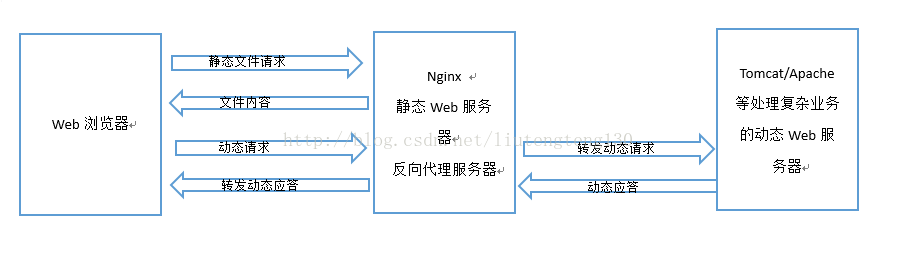 Web 浏览器
静态文件请求
文件内容
动态请求
转发动态应答
Nginx
静态 Web 服务
器
反向代理服务器
转发动态请求
动态应答
Tomcat/Apache
等处理复杂业务
的动态 Web 服
务器
http://blog.csdn.net/liutengteng130